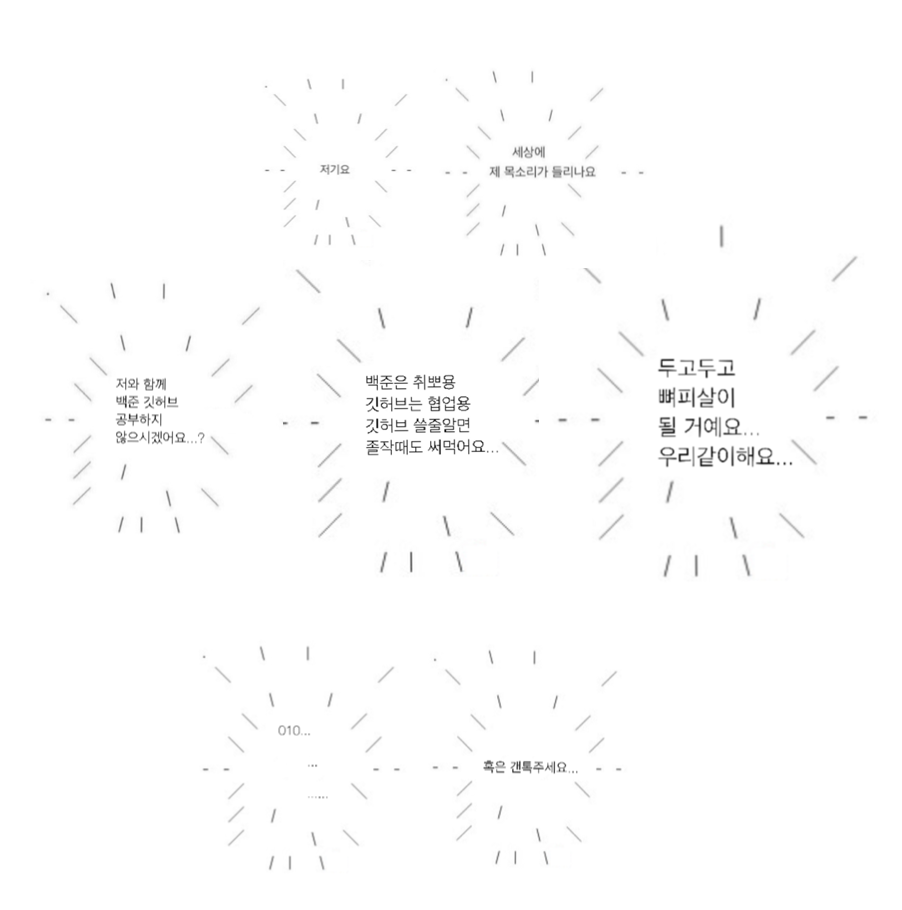 저기요
세상에
제 목소리가 들리나요
저와 함께
백준 깃허브
공부하지
않으시겠어요...?
백준은 취뽀용
깃허브는 협업용
깃허브 쓸줄알면
졸작때도 써먹어요...
두고두고
뼈피살이
될 거예요...
우리같이해요...
010...
...
......
혹은 갠톡주세요...